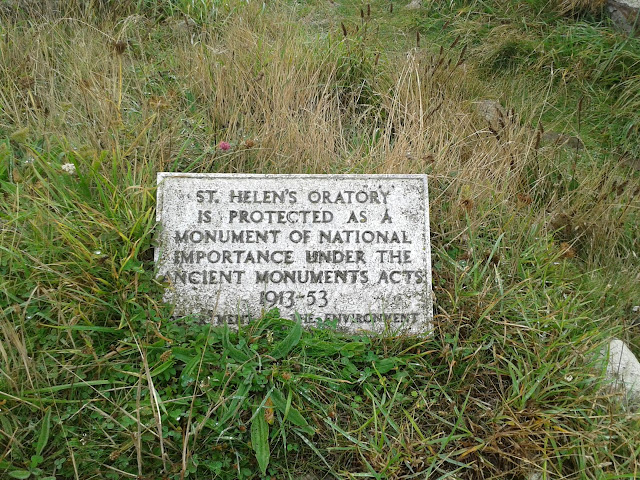 ST. HELEN'S ORATORY
IS PROTECTED AS A
MONUMENT OF NATIONAL
IMPORTANCE UNDER THE
ANCIENT MONUMENTS ACTS
1913-53
ENVIRONMENT